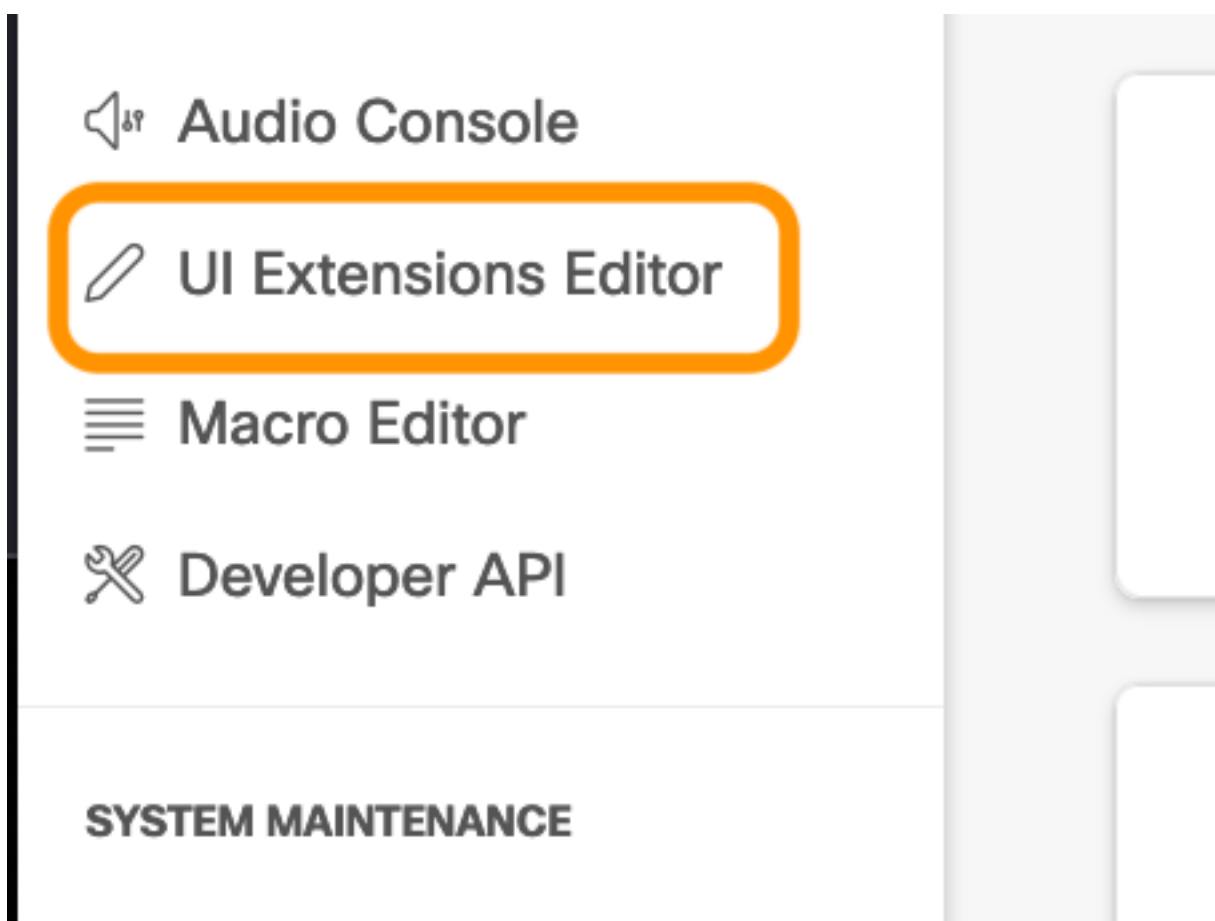 Audio Console
UI Extensions Editor
Macro Editor
Developer API
SYSTEM MAINTENANCE